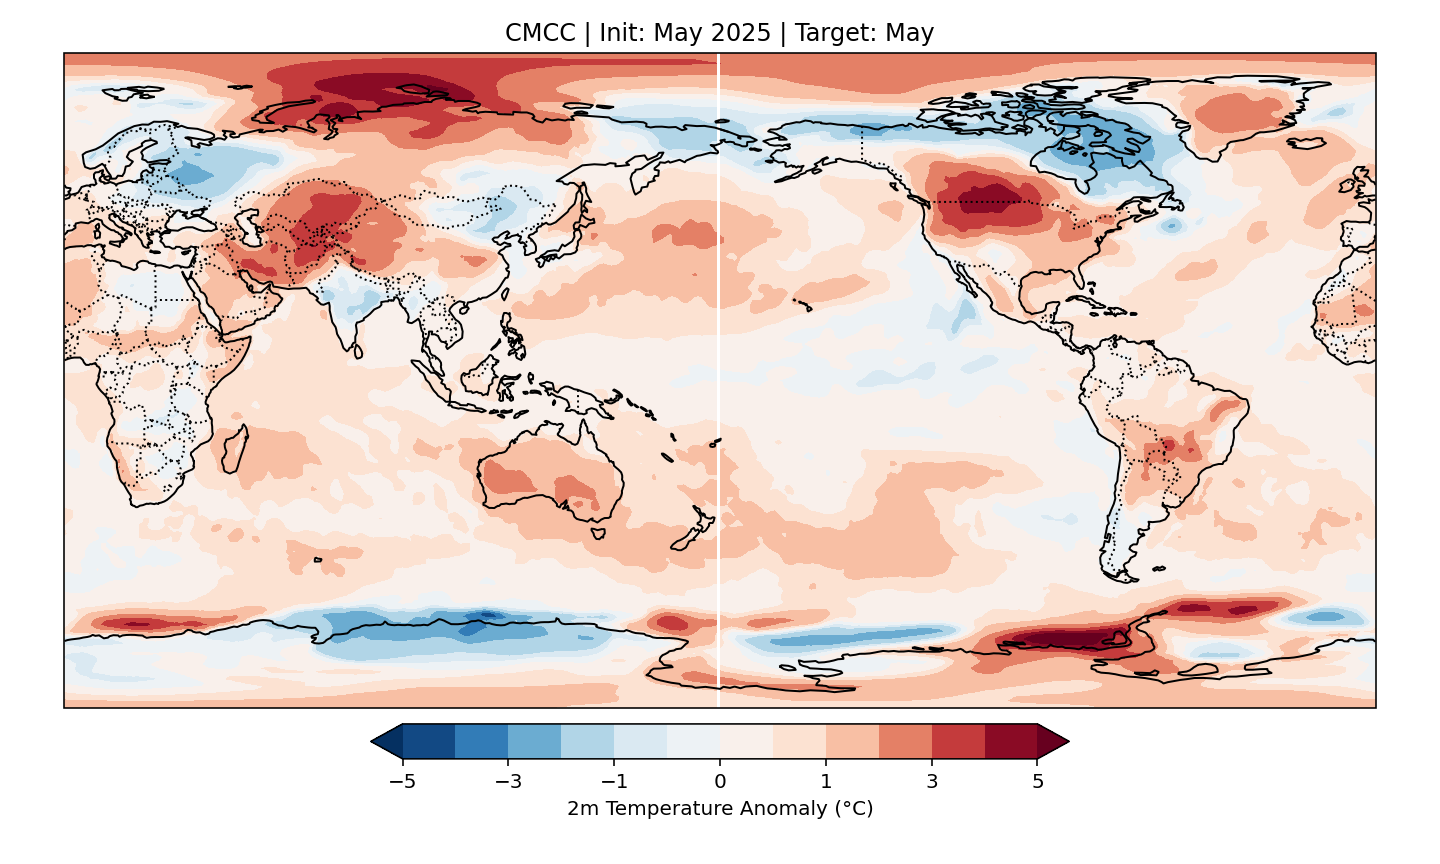 CMCC | Init: May 2025 | Target: May
−5 −3 −1 0 1 3 5
2m Temperature Anomaly (°C)